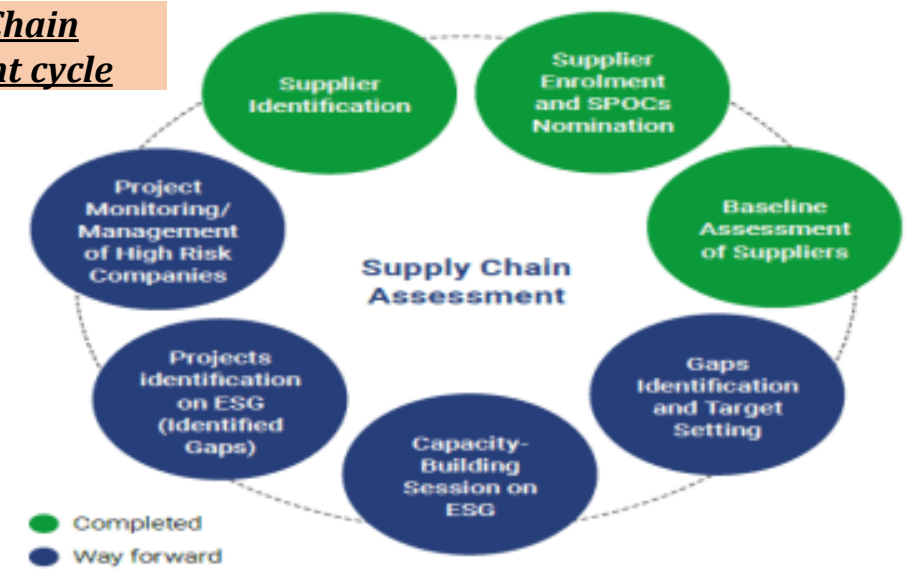 Chain
nt cycle
Supplier
Identification
Supplier
Enrolment
and SPOCs
Nomination
Baseline
Assessment
of Suppliers
Gaps
Identification
and Target
Setting
Capacity-
Building
Session on
ESG
Projects
identification
on ESG
(Identified
Gaps)
Project
Monitoring/
Management
of High Risk
Companies
Supply Chain
Assessment
Completed
Way forward